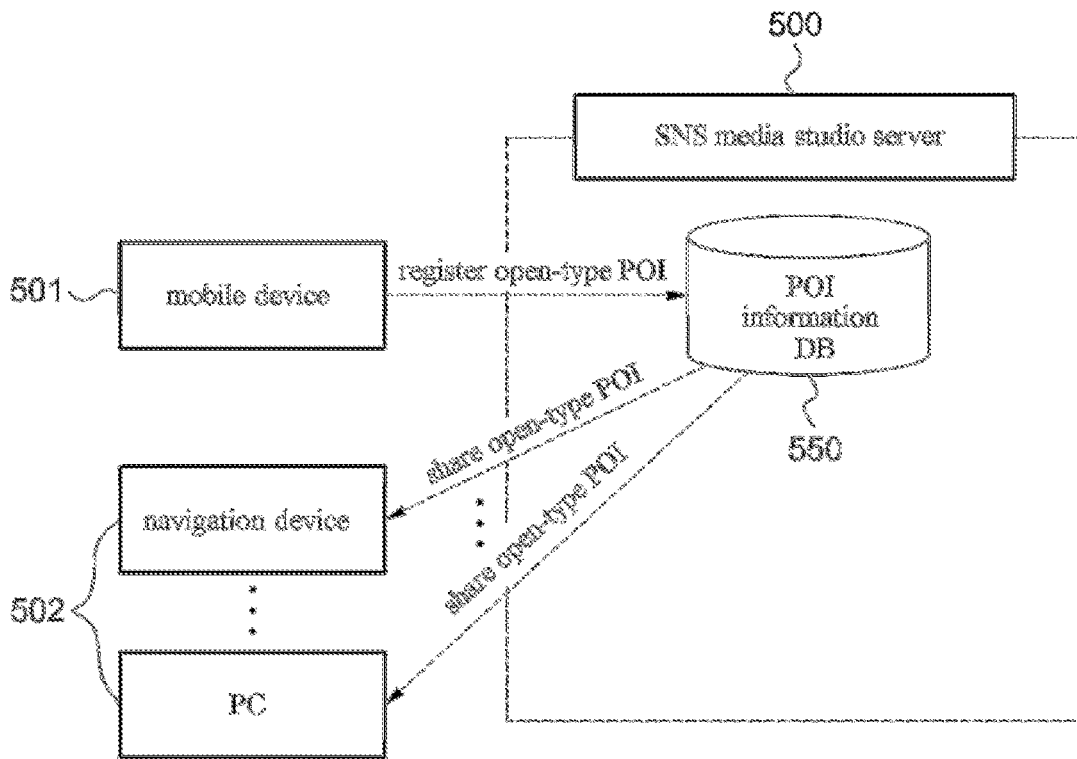 500
SNS media studio server
501
mobile device
register open-type POI
POI
information
DB
550
share open-type POI
share open-type POI
502
navigation device
PC